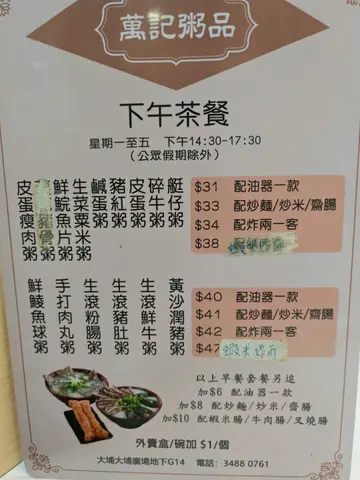 萬記粥品
下午茶餐
星期一至五 下午14:30-17:30
（公眾假期除外）
皮蛋瘦肉粥
豬骨粥
鮮鯇魚片粥
生菜粟米粥
鹹蛋粥
豬紅粥
皮蛋粥
碎牛粥
艇仔粥
$31 配油器一款
$33 配炒麵/炒米/齋腸
$34 配炸兩一客
$38
鮮鯪魚球粥
手打肉丸粥
生滾粉腸粥
生滾豬肚粥
生滾鮮牛粥
黃沙潤豬粥
$40 配油器一款
$41 配炒麵/炒米/齋腸
$42 配炸兩一客
$47 蝦米
以上早餐套餐另追
加$6 配油器一款
加$8 配炒麵/炒米/齋腸
加$10 配蝦米腸/牛肉腸/叉燒腸
外賣盒/碗加 $1/個
大埔大埔廣場地下G14 電話：3488 0761